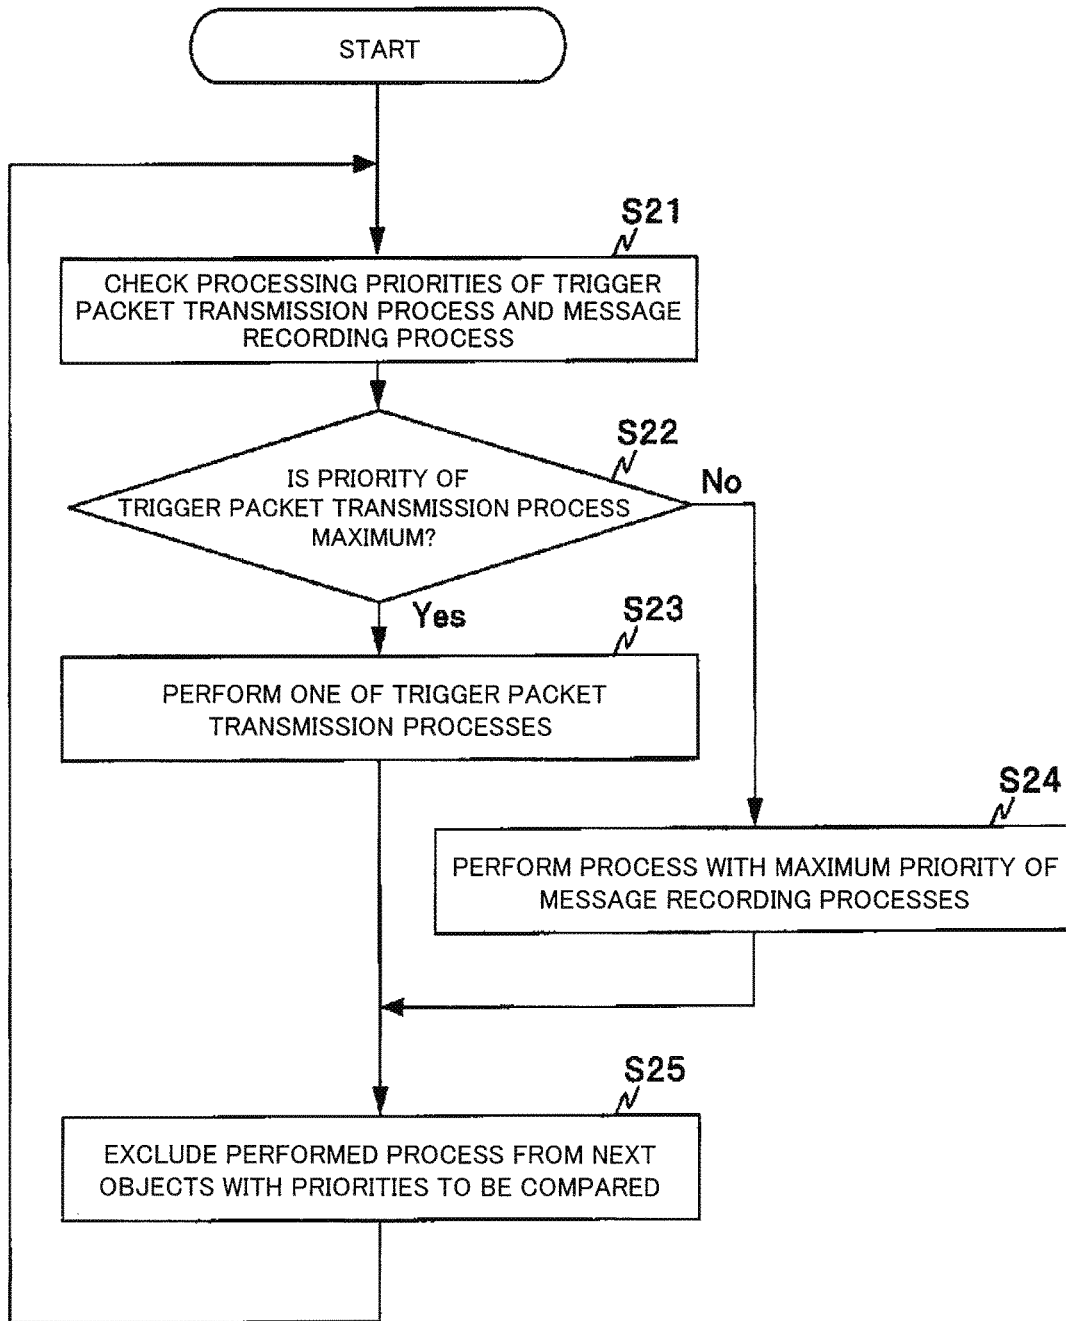 START
S21
CHECK PROCESSING PRIORITIES OF TRIGGER
PACKET TRANSMISSION PROCESS AND MESSAGE
RECORDING PROCESS
S22
IS PRIORITY OF
TRIGGER PACKET TRANSMISSION PROCESS
MAXIMUM?
No
Yes
S23
PERFORM ONE OF TRIGGER PACKET
TRANSMISSION PROCESSES
S24
PERFORM PROCESS WITH MAXIMUM PRIORITY OF
MESSAGE RECORDING PROCESSES
S25
EXCLUDE PERFORMED PROCESS FROM NEXT
OBJECTS WITH PRIORITIES TO BE COMPARED